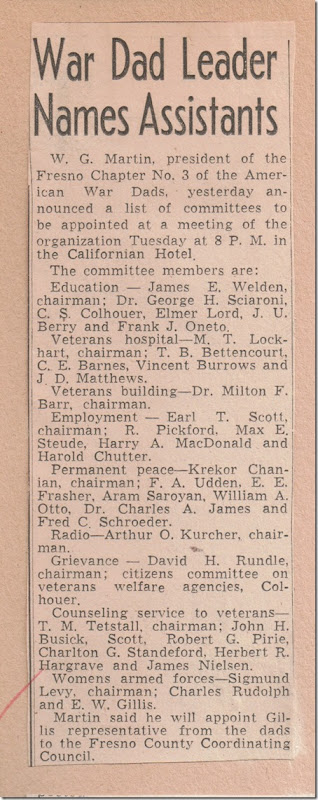 War Dad Leader
Names Assistants
W. G. Martin, president of the
Fresno Chapter No. 3 of the Amer-
ican War Dads, yesterday an-
nounced a list of committees to
be appointed at a meeting of the
organization Tuesday at 8 P. M. in
the Californian Hotel.
The committee members are:
Education — James E. Welden,
chairman; Dr. George H. Sciaroni,
C. S. Colhouer, Elmer Lord, J. U.
Berry and Frank J. Oneto.
Veterans hospital—M. T. Lock-
hart, chairman; T. B. Bettencourt,
C. E. Barnes, Vincent Burrows and
J. D. Matthews.
Veterans building—Dr. Milton F.
Barr, chairman.
Employment — Earl T. Scott,
chairman; R. Pickford, Max E.
Steude, Harry A. MacDonald and
Harold Chutter.
Permanent peace—Krekor Chan-
ian, chairman; F. A. Udden, E. E.
Frasher, Aram Saroyan, William A.
Otto, Dr. Charles A. James and
Fred C. Schroeder.
Radio—Arthur O. Kurcher, chair-
man.
Grievance — David H. Rundle,
chairman; citizens committee on
veterans welfare agencies, Col-
houer.
Counseling service to veterans—
T. M. Tetstall, chairman; John H.
Busick, Scott, Robert G. Pirie,
Charlton G. Standeford, Herbert R.
Hargrave and James Nielsen.
Womens armed forces—Sigmund
Levy, chairman; Charles Rudolph
and E. W. Gillis.
Martin said he will appoint Gil-
lis representative from the dads
to the Fresno County Coordinating
Council.